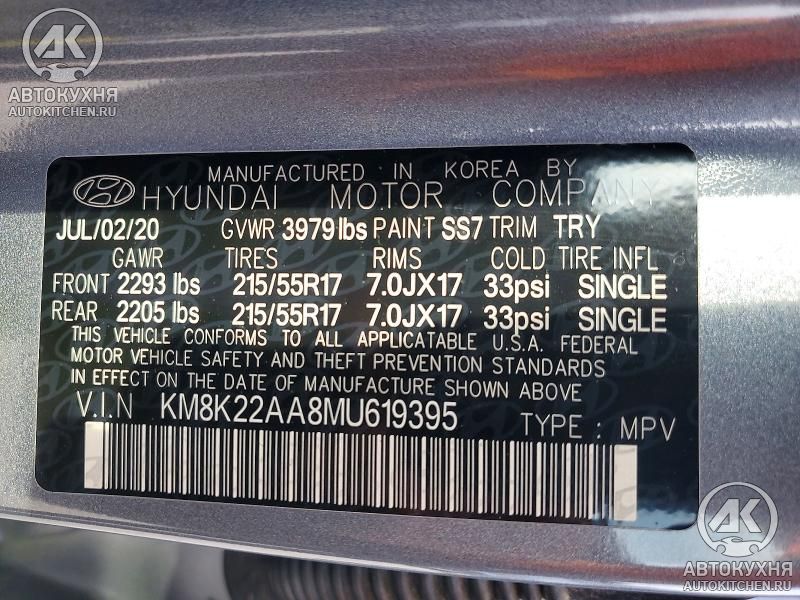 АК
АВТОКУХНЯ
AUTOKITCHEN.RU
MANUFACTURED IN KOREA BY
HYUNDAI MOTOR COMPANY
JUL/02/20 GVWR 3979 lbs PAINT SS7 TRIM TRY
GAWR TIRES RIMS COLD TIRE INFL
FRONT 2293 lbs 215/55R17 7.0JX17 33psi SINGLE
REAR 2205 lbs 215/55R17 7.0JX17 33psi SINGLE
THIS VEHICLE CONFORMS TO ALL APPLICATABLE U.S.A. FEDERAL
MOTOR VEHICLE SAFETY AND THEFT PREVENTION STANDARDS
IN EFFECT ON THE DATE OF MANUFACTURE SHOWN ABOVE
V.I.N KM8K22AA8MU619395 TYPE : MPV
АК
АВТОКУХНЯ
AUTOKITCHEN.RU